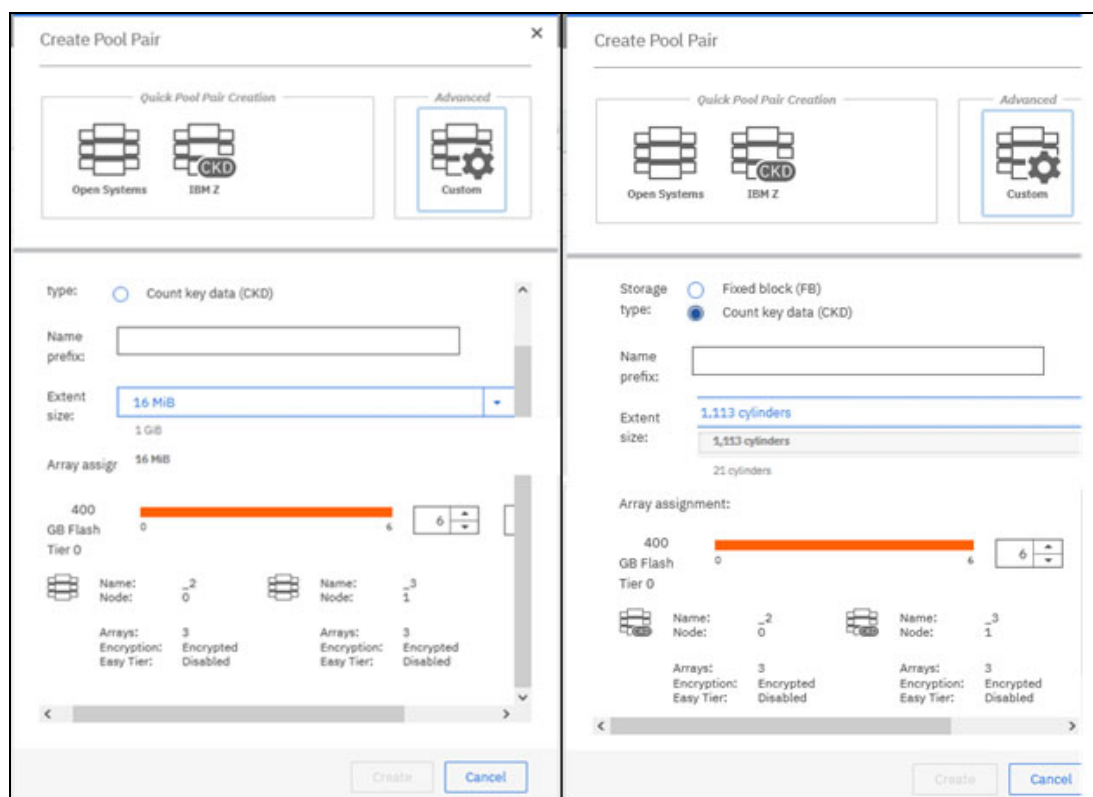 Create Pool Pair
×
Quick Pool Pair Creation
Advanced
CKD
Open Systems
IBM Z
Custom
type:
Count key data (CKD)
Name
prefix:
Extent
size:
16 MiB
1 GiB
Array assigr
16 MiB
400
GB Flash
Tier 0
0
6
6
Name: _2
Node: 0
Arrays: 3
Encryption: Encrypted
Easy Tier: Disabled
Name: _3
Node: 1
Arrays: 3
Encryption: Encrypted
Easy Tier: Disabled
Create
Cancel
Create Pool Pair
Quick Pool Pair Creation
Advanced
CKD
Open Systems
IBM Z
Custom
Storage
type:
Fixed block (FB)
Count key data (CKD)
Name
prefix:
Extent
size:
1,113 cylinders
1,113 cylinders
21 cylinders
Array assignment:
400
GB Flash
Tier 0
0
6
6
CKD
Name: _2
Node: 0
Arrays: 3
Encryption: Encrypted
Easy Tier: Disabled
CKD
Name: _3
Node: 1
Arrays: 3
Encryption: Encrypted
Easy Tier: Disabled
Create
Cancel